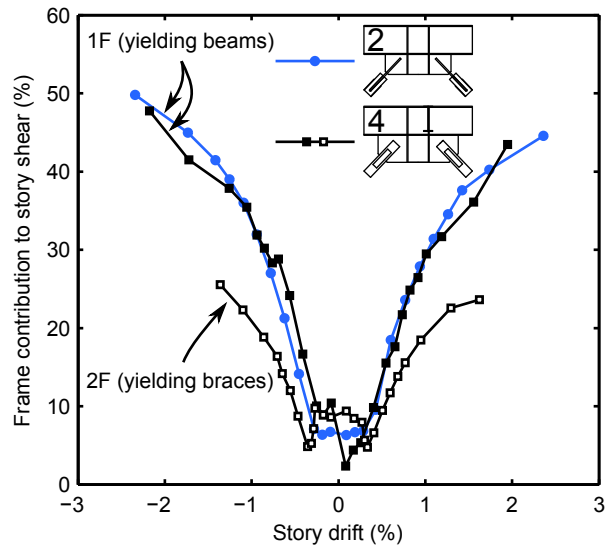 60
50
40
30
20
10
0
Frame contribution to story shear (%)
1F (yielding beams)
2F (yielding braces)
2
4
−3 −2 −1 0 1 2 3
Story drift (%)